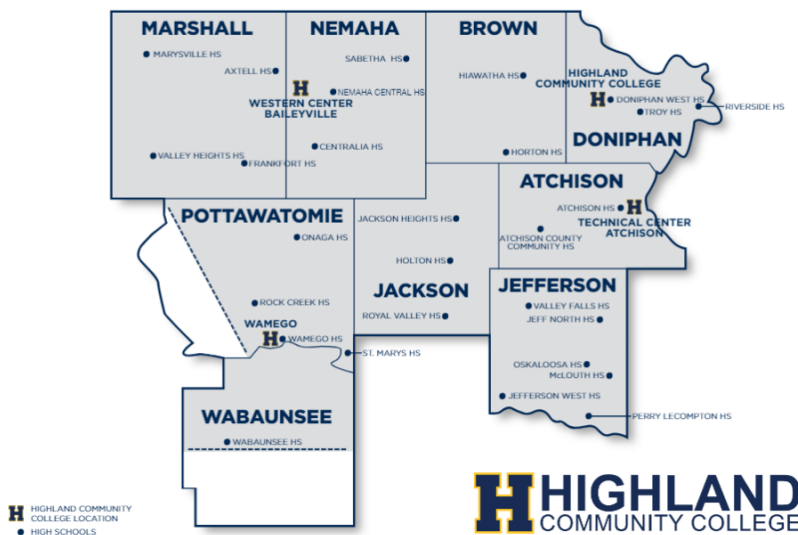 MARSHALL
NEMAHA
BROWN
MARYSVILLE HS
SABETHA HS
AXTELL HS
HIAWATHA HS
HIGHLAND
COMMUNITY COLLEGE
H
NEMAHA CENTRAL HS
H
DONIPHAN WEST HS
RIVERSIDE HS
WESTERN CENTER
BAILEYVILLE
TROY HS
DONIPHAN
CENTRALIA HS
VALLEY HEIGHTS HS
FRANKFORT HS
HORTON HS
ATCHISON
POTTAWATOMIE
JACKSON HEIGHTS HS
ATCHISON HS
H
TECHNICAL CENTER
ATCHISON
ONAGA HS
ATCHISON COUNTY
COMMUNITY HS
HOLTON HS
JACKSON
JEFFERSON
ROCK CREEK HS
VALLEY FALLS HS
ROYAL VALLEY HS
JEFF NORTH HS
WAMEGO
H
WAMEGO HS
ST. MARYS HS
OSKALOOSA HS
McLOUTH HS
JEFFERSON WEST HS
WABAUNSEE
PERRY LECOMPTON HS
WABAUNSEE HS
H
HIGHLAND COMMUNITY
COLLEGE LOCATION
HIGH SCHOOLS
H
HIGHLAND
COMMUNITY COLLEGE